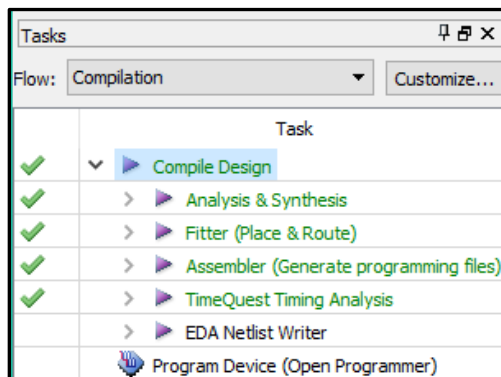 Tasks
Flow: Compilation Customize...
Task
Compile Design
Analysis & Synthesis
Fitter (Place & Route)
Assembler (Generate programming files)
TimeQuest Timing Analysis
EDA Netlist Writer
Program Device (Open Programmer)